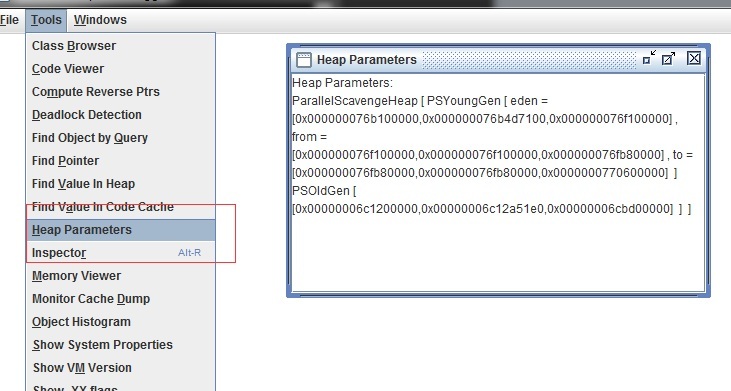 File Tools Windows
Class Browser
Code Viewer
Compute Reverse Ptrs
Deadlock Detection
Find Object by Query
Find Pointer
Find Value In Heap
Find Value In Code Cache
Heap Parameters
Inspector Alt-R
Memory Viewer
Monitor Cache Dump
Object Histogram
Show System Properties
Show VM Version
Show -XX flags
Heap Parameters
Heap Parameters:
ParallelScavengeHeap [ PSYoungGen [ eden =
[0x000000076b100000,0x000000076b4d7100,0x000000076f100000] ,
from =
[0x000000076f100000,0x000000076f100000,0x000000076fb80000] , to =
[0x000000076fb80000,0x000000076fb80000,0x0000000770600000] ]
PSOldGen [
[0x00000006c1200000,0x00000006c12a51e0,0x00000006cbd00000] ] ]